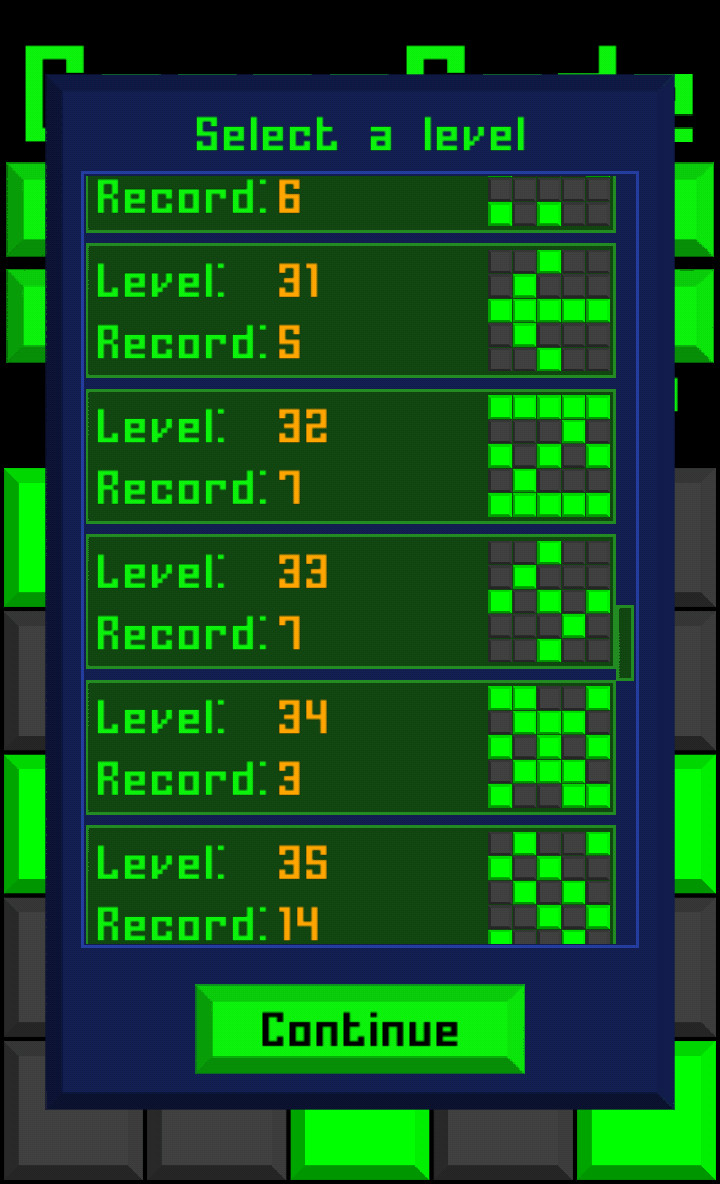 Select a level
Record: 6
Level: 31
Record: 5
Level: 32
Record: 7
Level: 33
Record: 7
Level: 34
Record: 3
Level: 35
Record: 14
Continue